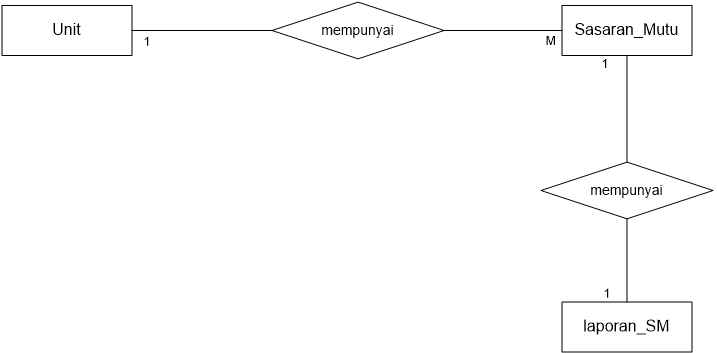 Unit
1
mempunyai
M
Sasaran_Mutu
1
mempunyai
1
laporan_SM